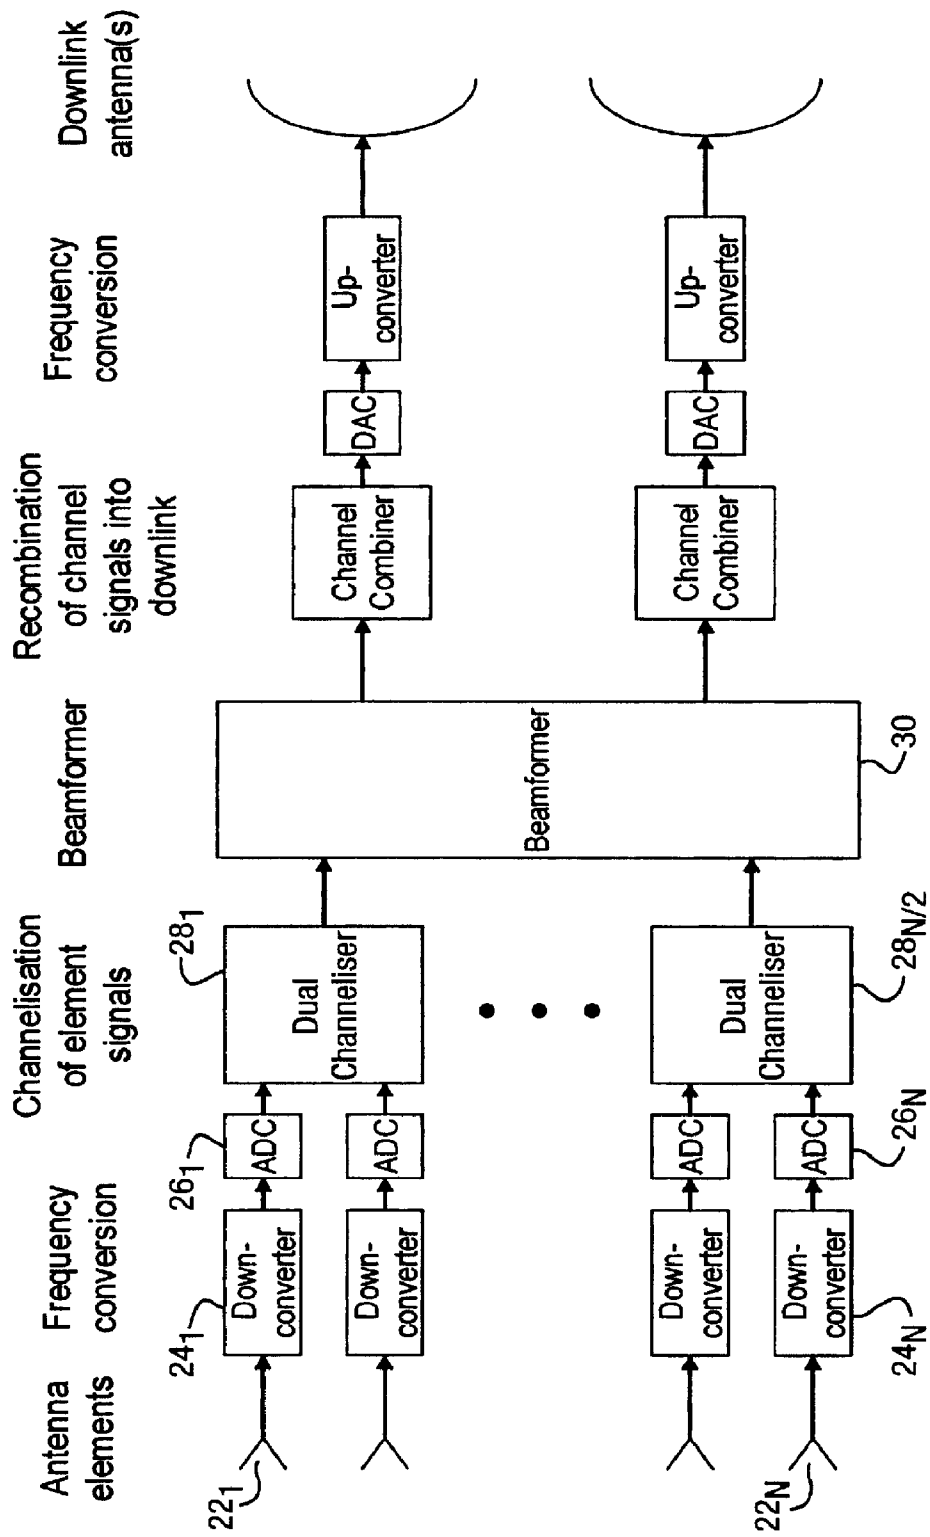 Antenna
elements
Frequency
conversion
Channelisation
of element
signals
Beamformer
Recombination
of channel
signals into
downlink
Frequency
conversion
Downlink
antenna(s)
22₁
24₁
Down-
converter
26₁
ADC
28₁
Dual
Channeliser
Down-
converter
ADC
Beamformer
30
Channel
Combiner
DAC
Up-
converter
Down-
converter
ADC
Dual
Channeliser
28N/2
22N
Down-
converter
24N
ADC
26N
Channel
Combiner
DAC
Up-
converter